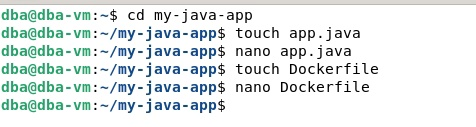 dba@dba-vm:~$ cd my-java-app
dba@dba-vm:~/my-java-app$ touch app.java
dba@dba-vm:~/my-java-app$ nano app.java
dba@dba-vm:~/my-java-app$ touch Dockerfile
dba@dba-vm:~/my-java-app$ nano Dockerfile
dba@dba-vm:~/my-java-app$